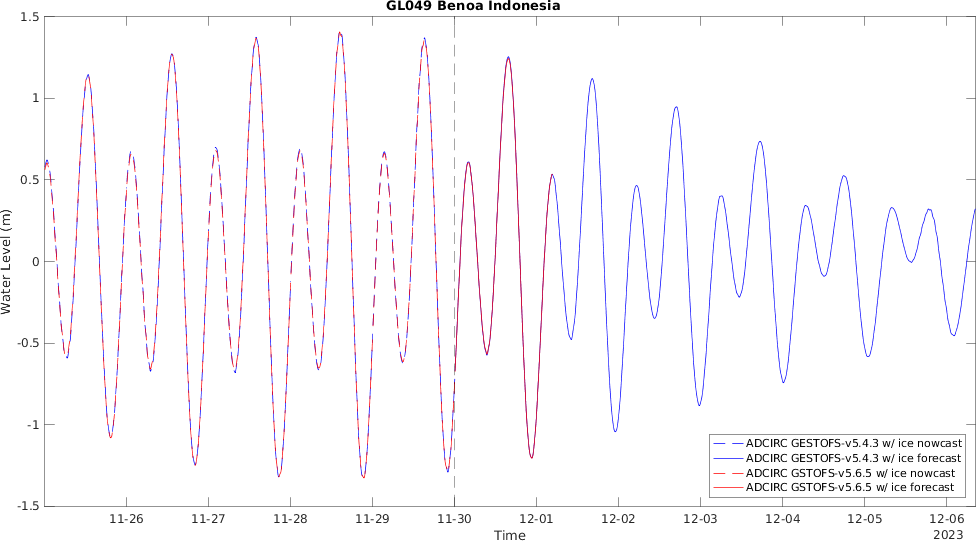 GL049 Benoa Indonesia
1.5
1
0.5
0
-0.5
-1
-1.5
Water Level (m)
ADCIRC GESTOFS-v5.4.3 w/ ice nowcast
ADCIRC GESTOFS-v5.4.3 w/ ice forecast
ADCIRC GSTOFS-v5.6.5 w/ ice nowcast
ADCIRC GSTOFS-v5.6.5 w/ ice forecast
11-26 11-27 11-28 11-29 11-30 12-01 12-02 12-03 12-04 12-05 12-06
Time 2023